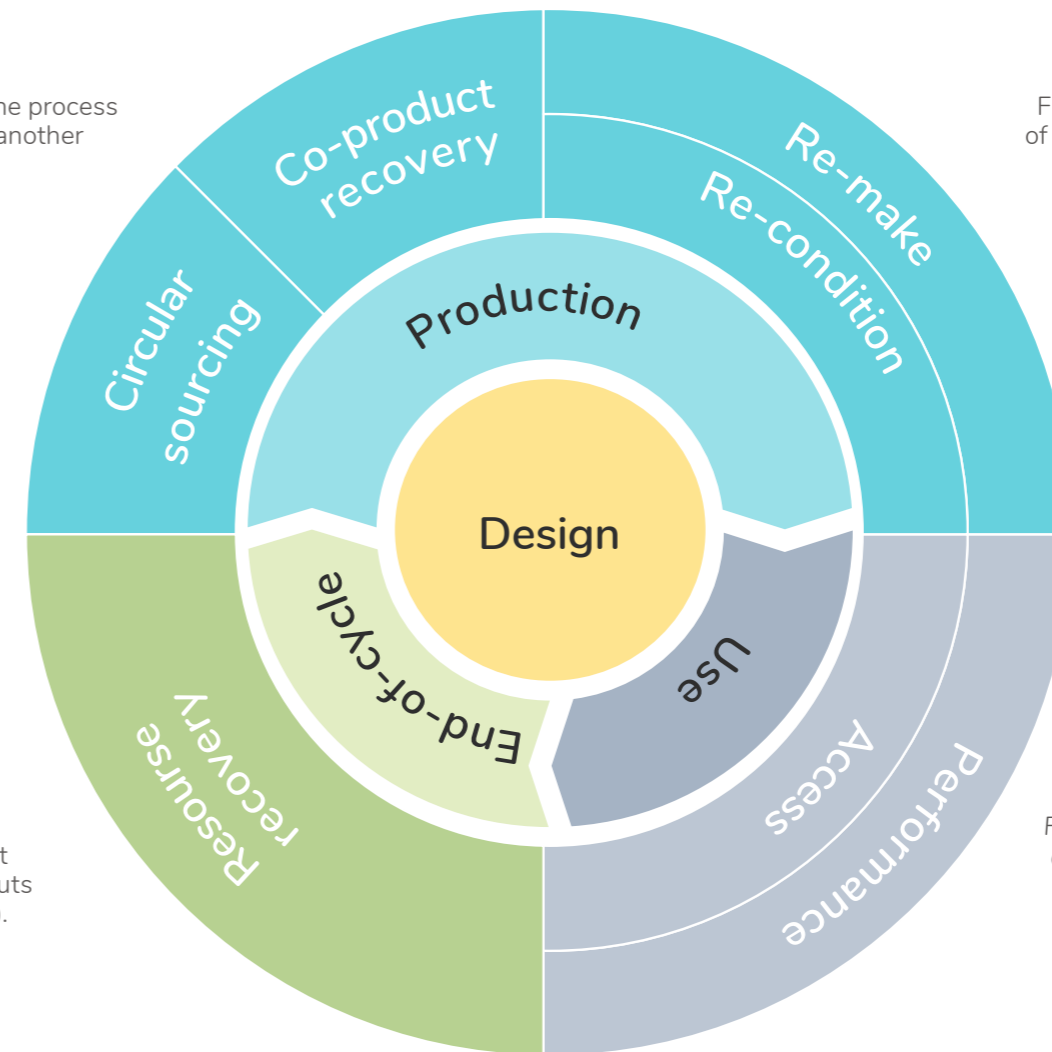 ne process
another
F
of
Co-product
recovery
Re-make
Re-condition
Circular
sourcing
Production
Design
End-of-cycle
Use
Resourse
recovery
Access
Performance
t
uts
F